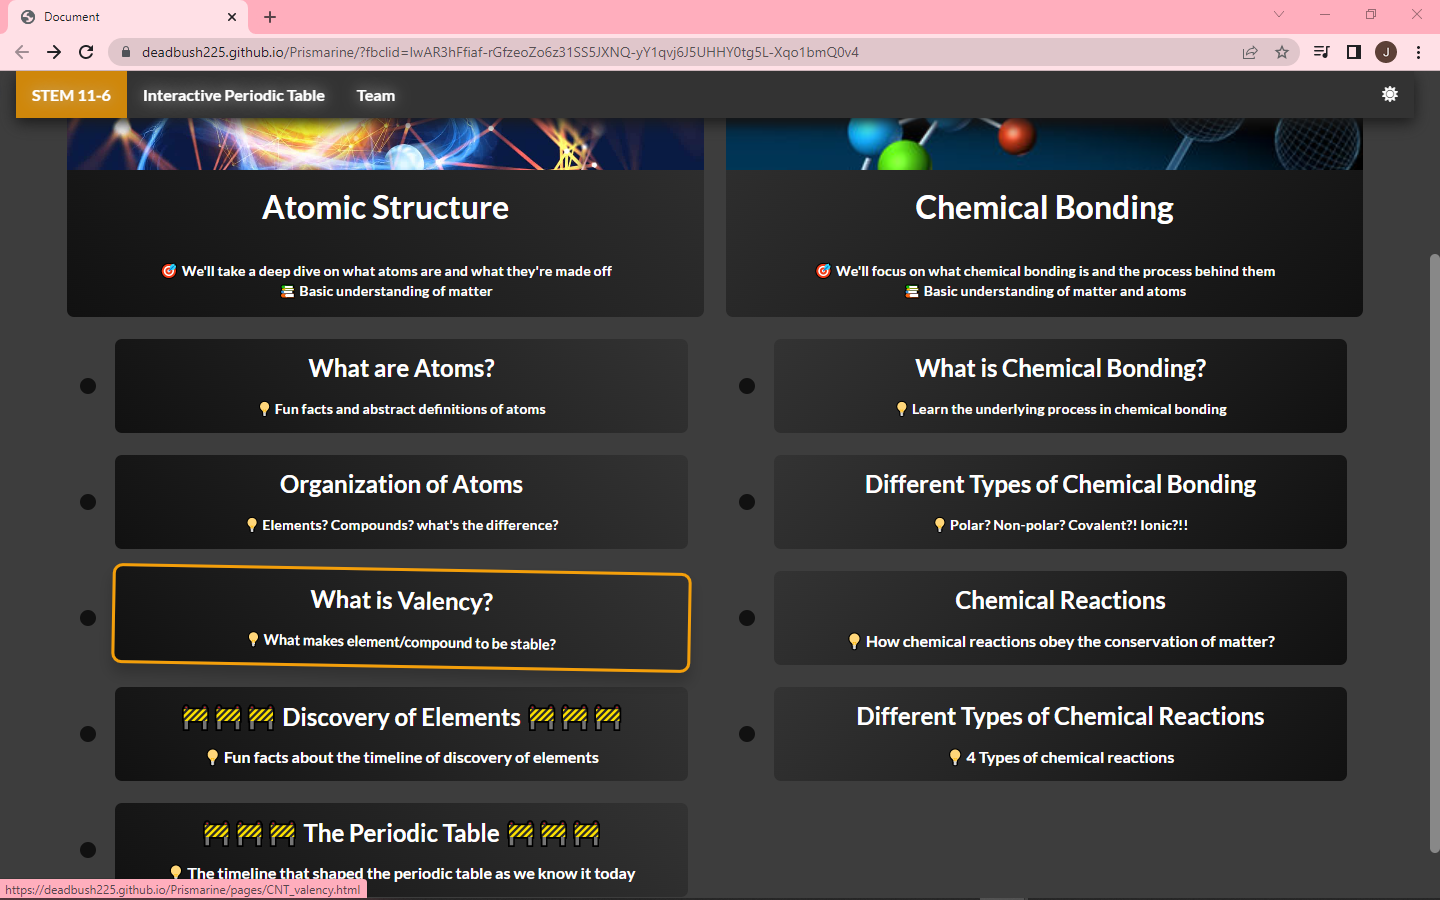 Document
deadbush225.github.io/Prismarine/?fbclid=IwAR3hFfiaf-rGfzeoZo6z31SS5JXNQ-yY1qvj6J5UHHY0tg5L-Xqo1bmQ0v4
J
STEM 11-6
Interactive Periodic Table
Team
Atomic Structure
🎯 We'll take a deep dive on what atoms are and what they're made off
📚 Basic understanding of matter
What are Atoms?
💡 Fun facts and abstract definitions of atoms
Organization of Atoms
💡 Elements? Compounds? what's the difference?
What is Valency?
💡 What makes element/compound to be stable?
🚧 🚧 🚧 Discovery of Elements 🚧 🚧 🚧
💡 Fun facts about the timeline of discovery of elements
🚧 🚧 🚧 The Periodic Table 🚧 🚧 🚧
💡 The timeline that shaped the periodic table as we know it today
Chemical Bonding
🎯 We'll focus on what chemical bonding is and the process behind them
📚 Basic understanding of matter and atoms
What is Chemical Bonding?
💡 Learn the underlying process in chemical bonding
Different Types of Chemical Bonding
💡 Polar? Non-polar? Covalent?! Ionic?!!
Chemical Reactions
💡 How chemical reactions obey the conservation of matter?
Different Types of Chemical Reactions
💡 4 Types of chemical reactions
https://deadbush225.github.io/Prismarine/pages/CNT_valency.html